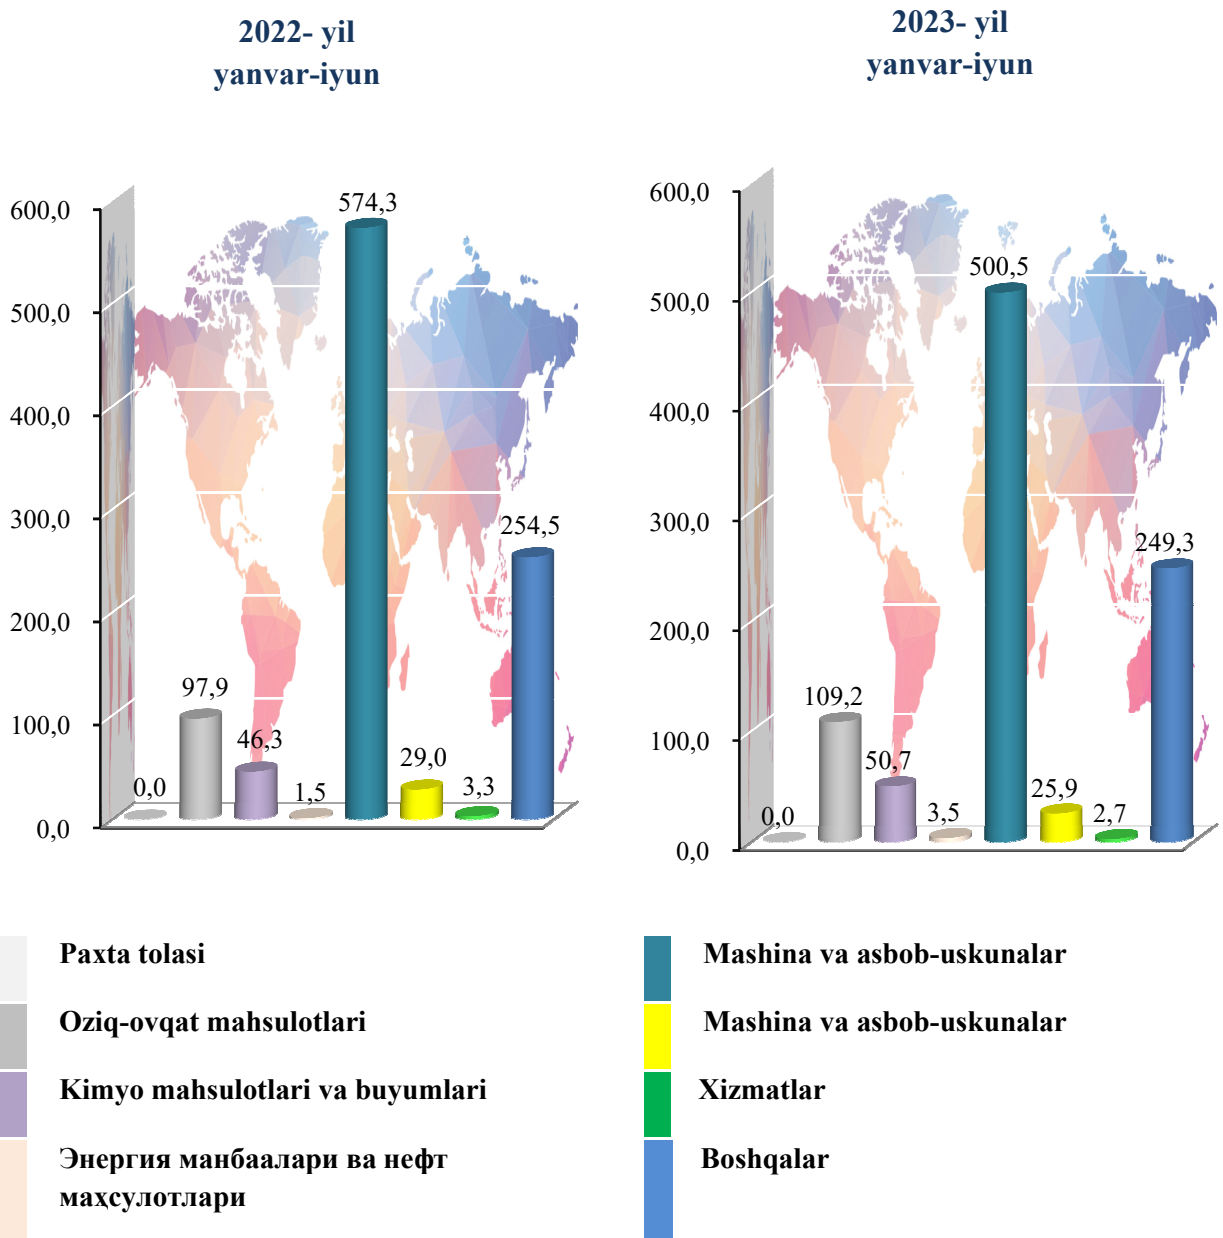 2022- yil
yanvar-iyun
2023- yil
yanvar-iyun
600,0
500,0
400,0
300,0
200,0
100,0
0,0
0,0
97,9
46,3
1,5
574,3
29,0
3,3
254,5
600,0
500,0
400,0
300,0
200,0
100,0
0,0
0,0
109,2
50,7
3,5
500,5
25,9
2,7
249,3
Paxta tolasi
Oziq-ovqat mahsulotlari
Kimyo mahsulotlari va buyumlari
Энергия манбаалари ва нефт
маҳсулотлари
Mashina va asbob-uskunalar
Mashina va asbob-uskunalar
Xizmatlar
Boshqalar